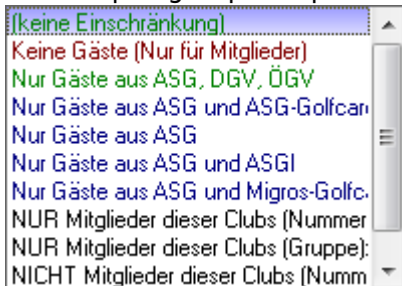 (keine Einschränkung)
Keine Gäste (Nur für Mitglieder)
Nur Gäste aus ASG, DGV, ÖGV
Nur Gäste aus ASG und ASG-Golfcar
Nur Gäste aus ASG
Nur Gäste aus ASG und ASGI
Nur Gäste aus ASG und Migros-Golfc
NUR Mitglieder dieser Clubs (Nummer
NUR Mitglieder dieser Clubs (Gruppe):
NICHT Mitglieder dieser Clubs (Numm